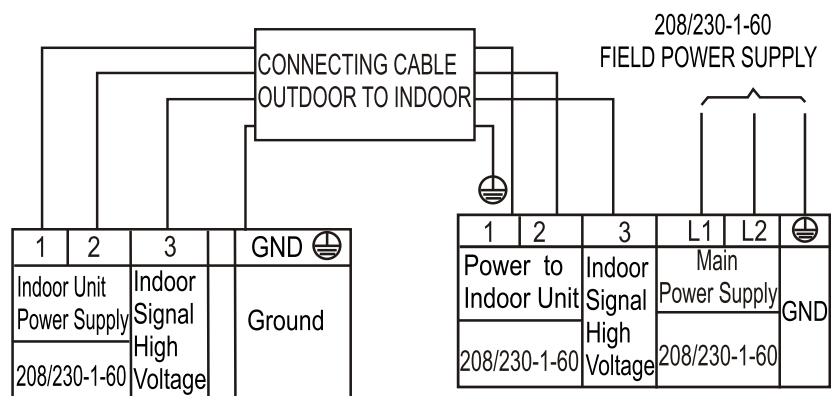 208/230-1-60
FIELD POWER SUPPLY
CONNECTING CABLE
OUTDOOR TO INDOOR
1 2 3 GND
Indoor Unit
Power Supply
208/230-1-60
Indoor
Signal
High
Voltage
Ground
1 2 3 L1 L2
Power to
Indoor Unit
208/230-1-60
Indoor
Signal
High
Voltage
Main
Power Supply
208/230-1-60
GND